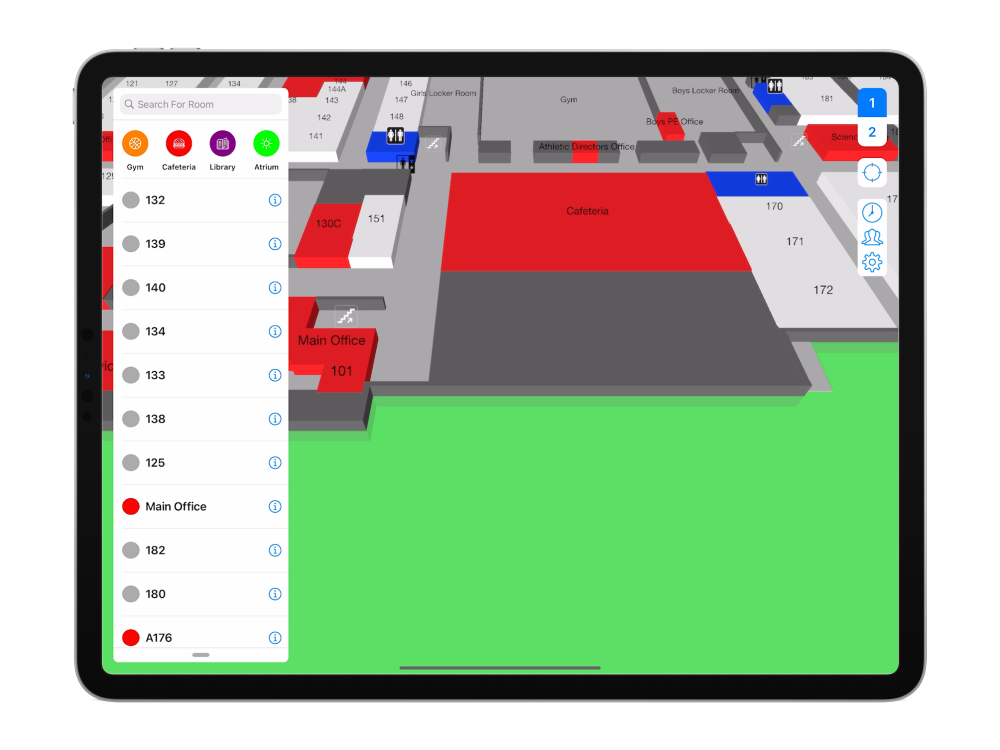 Search For Room
Gym
Cafeteria
Library
Atrium
132
139
140
134
133
138
125
Main Office
182
180
A176
121
127
134
144
144A
143
142
141
146
147
148
Girls Locker Room
Gym
Boys Locker Room
Boys PE Office
Athletic Directors Office
181
1
2
130C
151
Cafeteria
170
171
172
Main Office
101